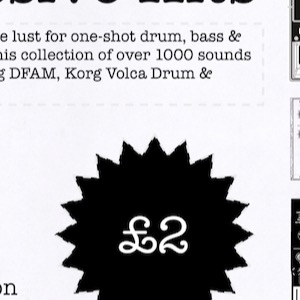 e lust for one-shot drum, bass &
his collection of over 1000 sounds
g DFAM, Korg Volca Drum &
£2
on